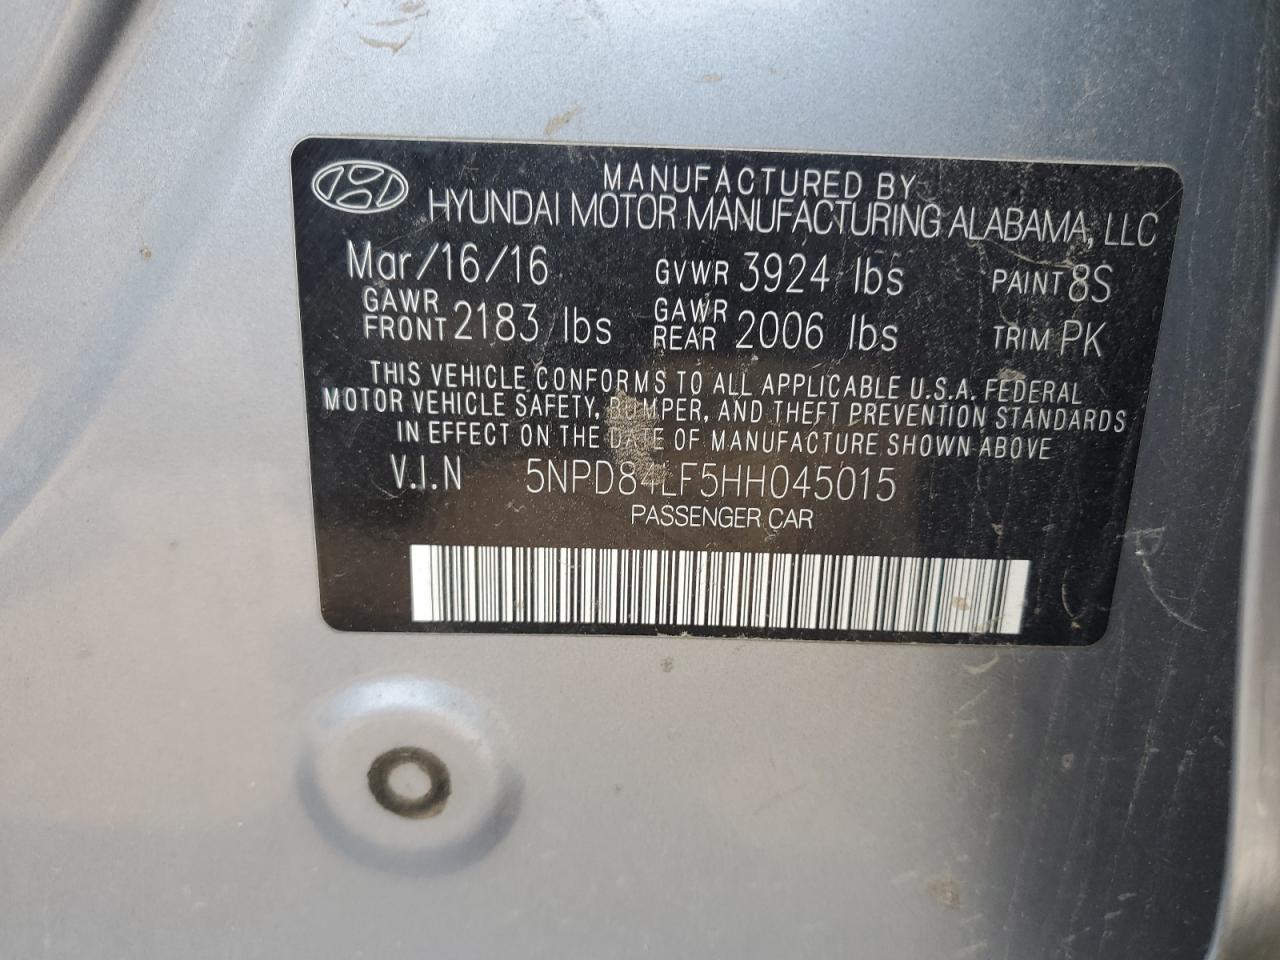 MANUFACTURED BY
HYUNDAI MOTOR MANUFACTURING ALABAMA, LLC
Mar/16/16 GVWR 3924 lbs PAINT 8S
GAWR FRONT 2183 lbs GAWR REAR 2006 lbs TRIM PK
THIS VEHICLE CONFORMS TO ALL APPLICABLE U.S.A. FEDERAL
MOTOR VEHICLE SAFETY, BUMPER, AND THEFT PREVENTION STANDARDS
IN EFFECT ON THE DATE OF MANUFACTURE SHOWN ABOVE
V.I.N 5NPD84LF5HH045015
PASSENGER CAR